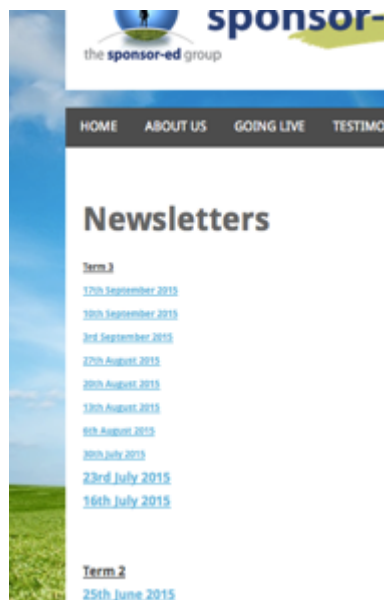 sponsor-
the sponsor-ed group
HOME ABOUT US GOING LIVE TESTIMO
Newsletters
Term 3
17th September 2015
10th September 2015
3rd September 2015
27th August 2015
20th August 2015
13th August 2015
6th August 2015
30th July 2015
23rd July 2015
16th July 2015
Term 2
25th June 2015